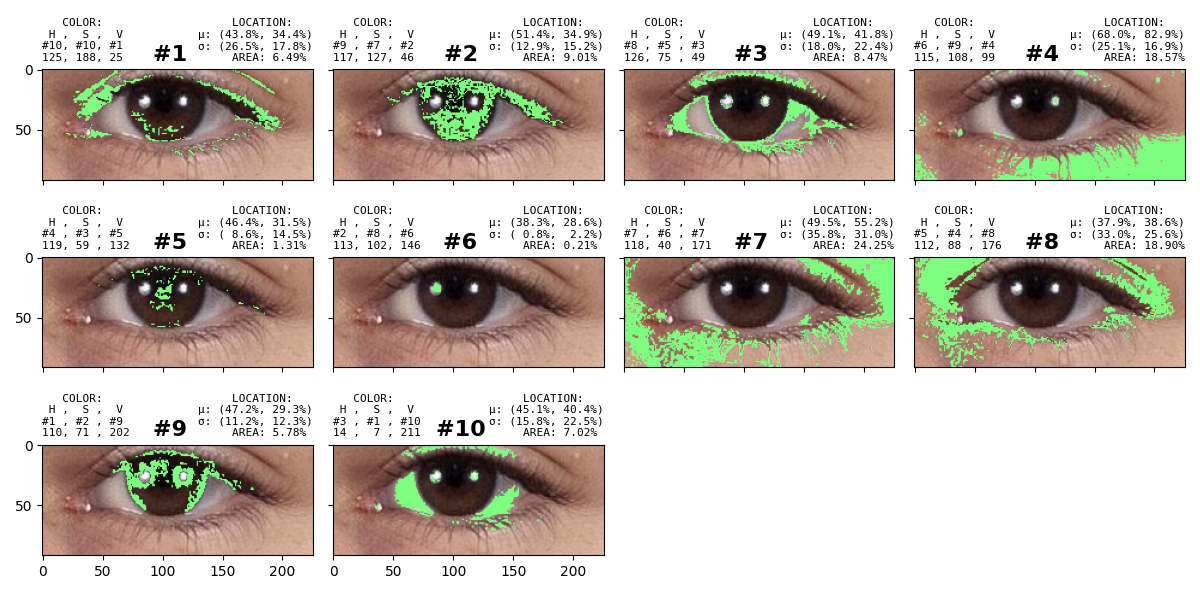 COLOR: LOCATION: COLOR: LOCATION: COLOR: LOCATION: COLOR: LOCATION:
H , S , V μ: (43.8%, 34.4%) H , S , V μ: (51.4%, 34.9%) H , S , V μ: (49.1%, 41.8%) H , S , V μ: (68.0%, 82.9%)
#10, #10, #1 #1 σ: (26.5%, 17.8%) #9 , #7 , #2 #2 σ: (12.9%, 15.2%) #8 , #5 , #3 #3 σ: (18.0%, 22.4%) #6 , #9 , #4 #4 σ: (25.1%, 16.9%)
125, 188, 25 AREA: 6.49% 117, 127, 46 AREA: 9.01% 126, 75 , 49 AREA: 8.47% 115, 108, 99 AREA: 18.57%
0
50
COLOR: LOCATION: COLOR: LOCATION: COLOR: LOCATION: COLOR: LOCATION:
H , S , V μ: (46.4%, 31.5%) H , S , V μ: (38.3%, 28.6%) H , S , V μ: (49.5%, 55.2%) H , S , V μ: (37.9%, 38.6%)
#4 , #3 , #5 #5 σ: ( 8.6%, 14.5%) #2 , #8 , #6 #6 σ: ( 0.8%,  2.2%) #7 , #6 , #7 #7 σ: (35.8%, 31.0%) #5 , #4 , #8 #8 σ: (33.0%, 25.6%)
119, 59 , 132 AREA: 1.31% 113, 102, 146 AREA: 0.21% 118, 40 , 171 AREA: 24.25% 112, 88 , 176 AREA: 18.90%
0
50
COLOR: LOCATION: COLOR: LOCATION:
H , S , V μ: (47.2%, 29.3%) H , S , V μ: (45.1%, 40.4%)
#1 , #2 , #9 #9 σ: (11.2%, 12.3%) #3 , #1 , #10 #10 σ: (15.8%, 22.5%)
110, 71 , 202 AREA: 5.78% 14 , 7 , 211 AREA: 7.02%
0
50
0 50 100 150 200 0 50 100 150 200